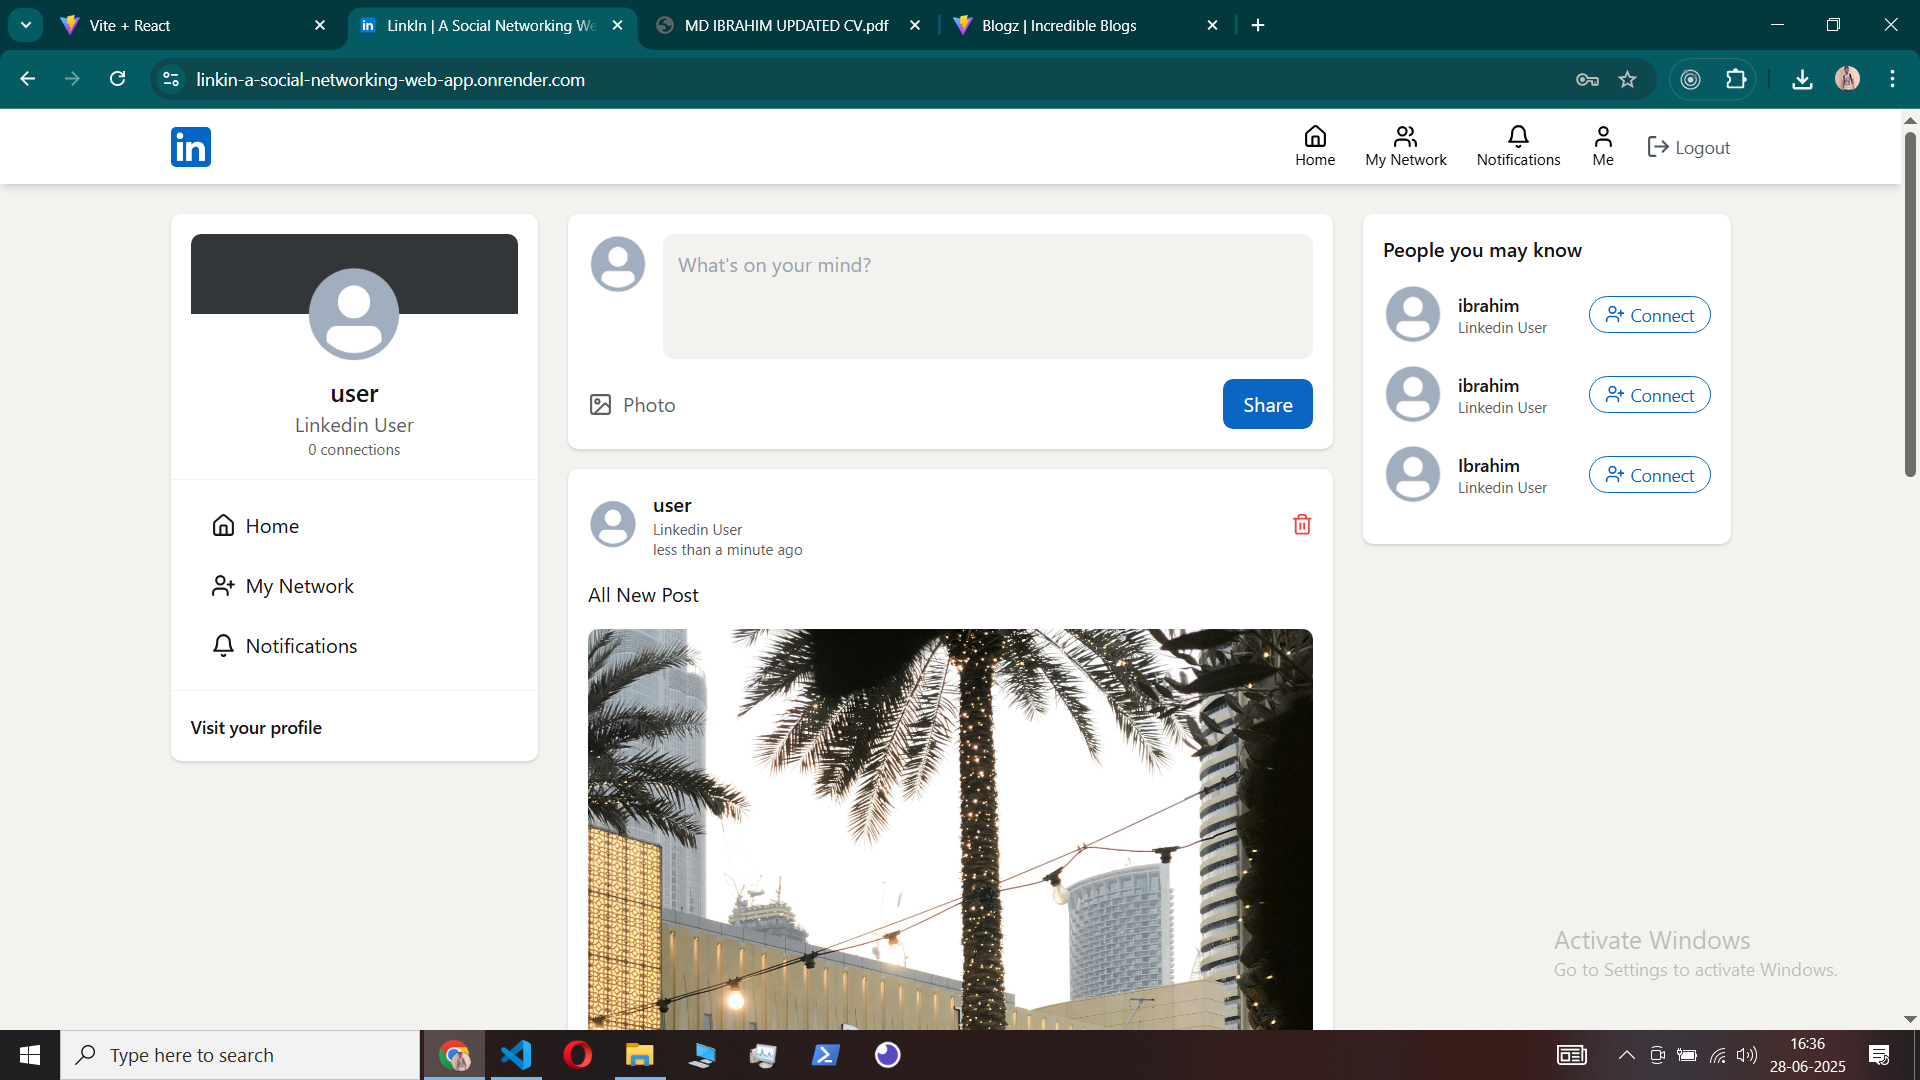 Vite + React
LinkIn | A Social Networking We
MD IBRAHIM UPDATED CV.pdf
Blogz | Incredible Blogs
linkin-a-social-networking-web-app.onrender.com
in
Home
My Network
Notifications
Me
Logout
user
Linkedin User
0 connections
Home
My Network
Notifications
Visit your profile
What's on your mind?
Photo
Share
user
Linkedin User
less than a minute ago
All New Post
People you may know
ibrahim
Linkedin User
Connect
ibrahim
Linkedin User
Connect
Ibrahim
Linkedin User
Connect
Activate Windows
Go to Settings to activate Windows.
Type here to search
16:36
28-06-2025